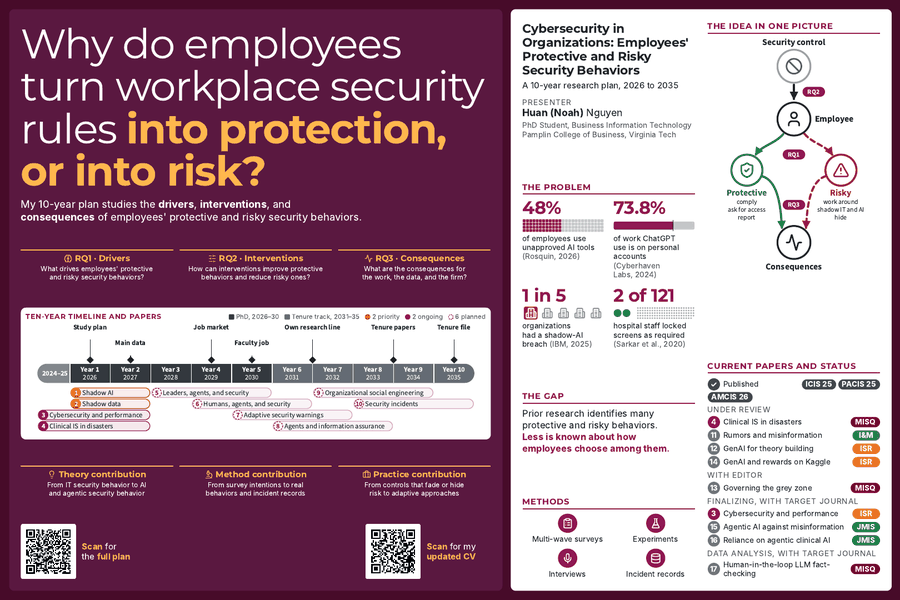 Why do employees
turn workplace security
rules into protection,
or into risk?
My 10-year plan studies the drivers, interventions, and
consequences of employees' protective and risky security behaviors.
RQ1 · Drivers
What drives employees' protective
and risky security behaviors?
RQ2 · Interventions
How can interventions improve protective
behaviors and reduce risky ones?
RQ3 · Consequences
What are the consequences for
the work, the data, and the firm?
TEN-YEAR TIMELINE AND PAPERS
PhD, 2026–30
Tenure track, 2031–35
2 priority
2 ongoing
6 planned
Study plan
Main data
Job market
Faculty job
Own research line
Tenure papers
Tenure file
2024–25
Year 1
2026
Year 2
2027
Year 3
2028
Year 4
2029
Year 5
2030
Year 6
2031
Year 7
2032
Year 8
2033
Year 9
2034
Year 10
2035
1 Shadow AI
5 Leaders, agents, and security
9 Organizational social engineering
2 Shadow data
6 Humans, agents, and security
10 Security incidents
3 Cybersecurity and performance
7 Adaptive security warnings
4 Clinical IS in disasters
8 Agents and information assurance
Theory contribution
From IT security behavior to AI
and agentic security behavior
Method contribution
From survey intentions to real
behaviors and incident records
Practice contribution
From controls that fade or hide
risk to adaptive approaches
Scan for
the full plan
Scan for my
updated CV
Cybersecurity in
Organizations: Employees'
Protective and Risky
Security Behaviors
A 10-year research plan, 2026 to 2035
PRESENTER
Huan (Noah) Nguyen
PhD Student, Business Information Technology
Pamplin College of Business, Virginia Tech
THE PROBLEM
48%
of employees use
unapproved AI tools
(Rosquin, 2026)
73.8%
of work ChatGPT
use is on personal
accounts
(Cyberhaven
Labs, 2024)
1 in 5
organizations
had a shadow-AI
breach (IBM, 2025)
2 of 121
hospital staff locked
screens as required
(Sarkar et al., 2020)
THE GAP
Prior research identifies many
protective and risky behaviors.
Less is known about how
employees choose among them.
METHODS
Multi-wave surveys
Experiments
Interviews
Incident records
THE IDEA IN ONE PICTURE
Security control
RQ2
Employee
RQ1
Protective
comply
ask for access
report
Risky
work around
shadow IT and AI
hide
RQ3
Consequences
CURRENT PAPERS AND STATUS
Published
ICIS 25
PACIS 25
AMCIS 26
UNDER REVIEW
4 Clinical IS in disasters MISQ
11 Rumors and misinformation I&M
12 GenAI for theory building ISR
14 GenAI and rewards on Kaggle ISR
WITH EDITOR
13 Governing the grey zone MISQ
FINALIZING, WITH TARGET JOURNAL
3 Cybersecurity and performance ISR
15 Agentic AI against misinformation JMIS
16 Reliance on agentic clinical AI JMIS
DATA ANALYSIS, WITH TARGET JOURNAL
17 Human-in-the-loop LLM fact-
checking MISQ